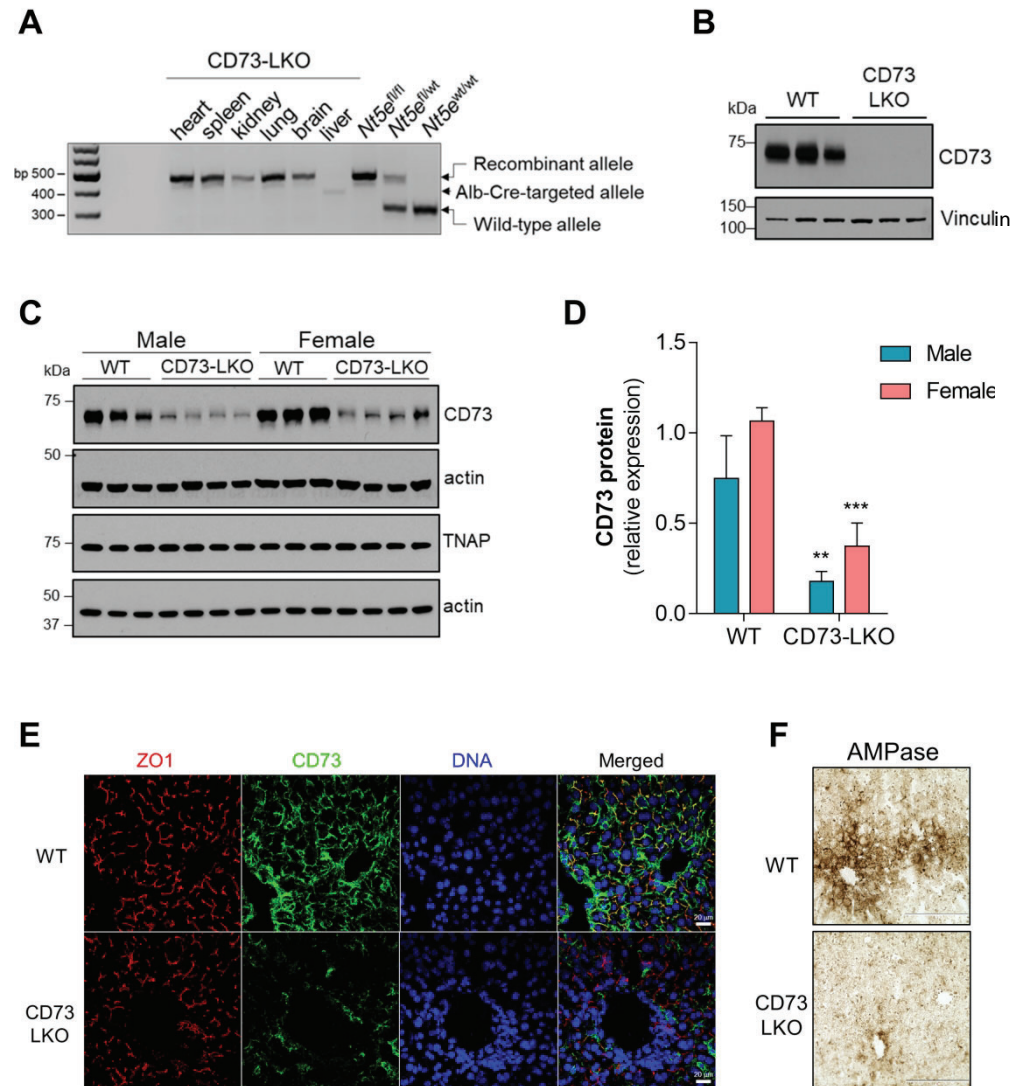 A
CD73-LKO
heart
spleen
kidney
lung
brain
liver
Nt5e^fl/fl
Nt5e^fl/wt
Nt5e^wt/wt
bp 500
400
300
Recombinant allele
Alb-Cre-targeted allele
Wild-type allele
B
CD73
LKO
WT
kDa
75
CD73
150
100
Vinculin
C
Male
Female
WT
CD73-LKO
WT
CD73-LKO
kDa
75
CD73
50
actin
75
TNAP
50
37
actin
D
CD73 protein
(relative expression)
1.5
1.0
0.5
0.0
Male
Female
**
***
WT
CD73-LKO
E
ZO1
CD73
DNA
Merged
WT
20 µm
CD73
LKO
20 µm
F
AMPase
WT
CD73
LKO